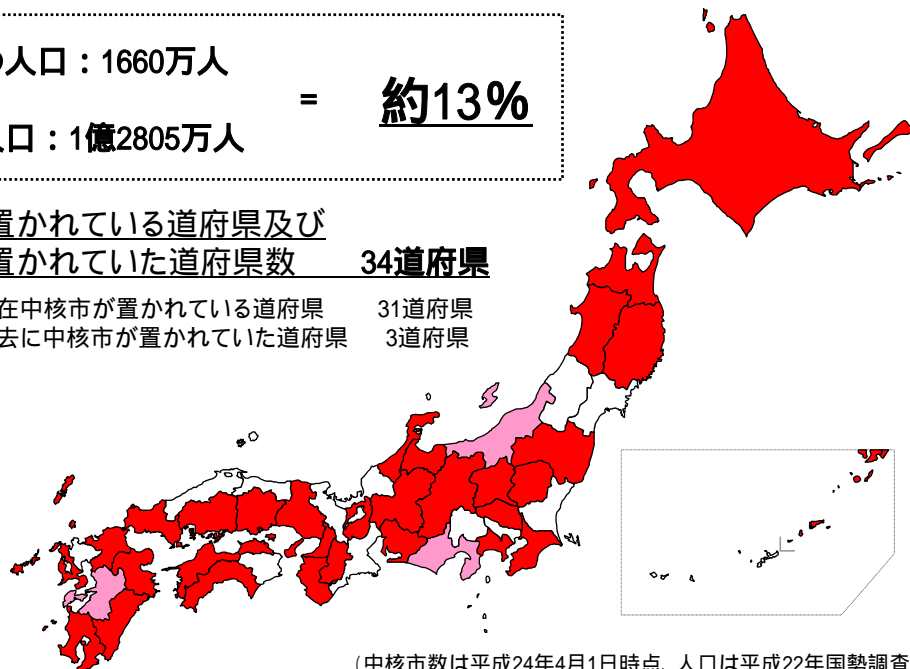 の人口：1660万人
= 約13％
人口：1億2805万人
置かれている道府県及び
置かれていた道府県数 34道府県
在中核市が置かれている道府県 31道府県
去に中核市が置かれていた道府県 3道府県
（中核市数は平成24年4月1日時点、人口は平成22年国勢調査